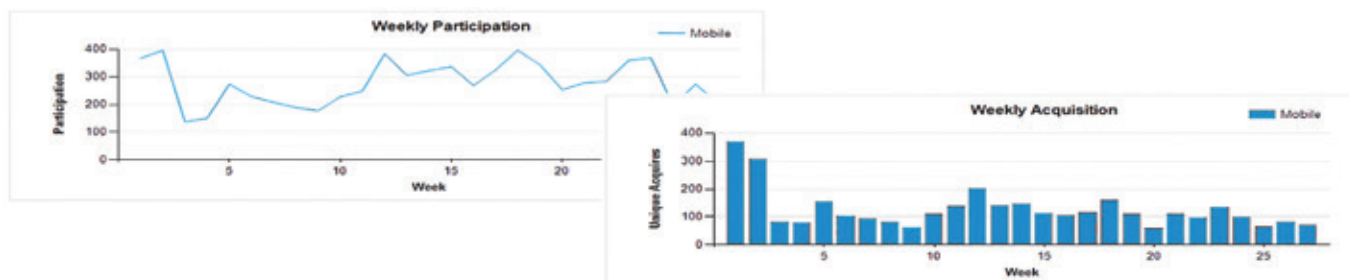 Weekly Participation
Mobile
400
300
200
100
0
Participation
5
10
15
20
Week
Weekly Acquisition
Mobile
400
300
200
100
0
Unique Acquires
5
10
15
20
25
Week